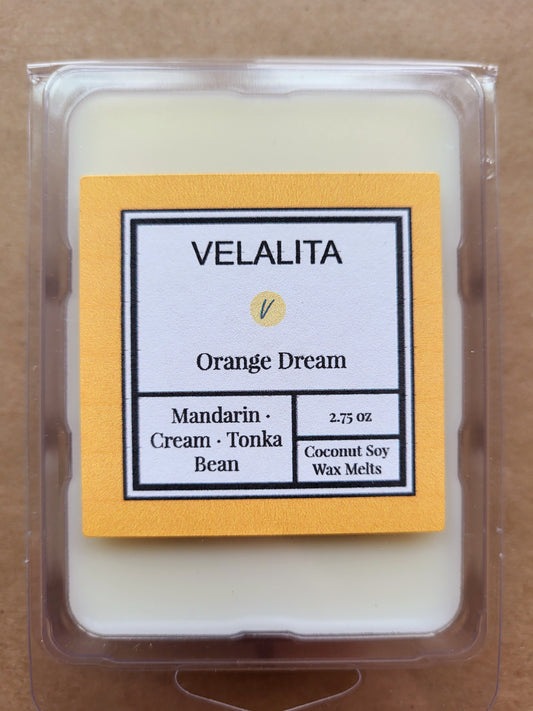 VELALITA
V
Orange Dream
Mandarin ·
Cream · Tonka
Bean
2.75 oz
Coconut Soy
Wax Melts